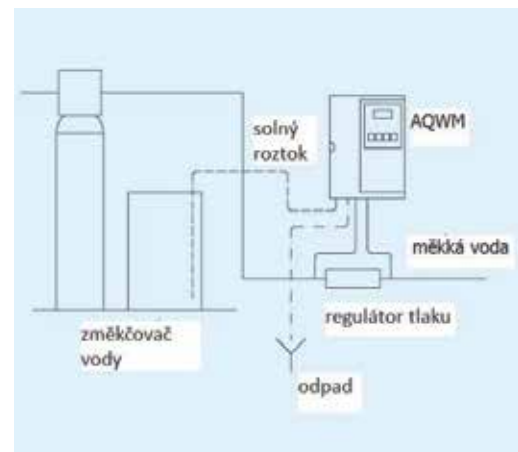 solný
roztok
AQWM
měkká voda
regulátor tlaku
změkčovač
vody
odpad